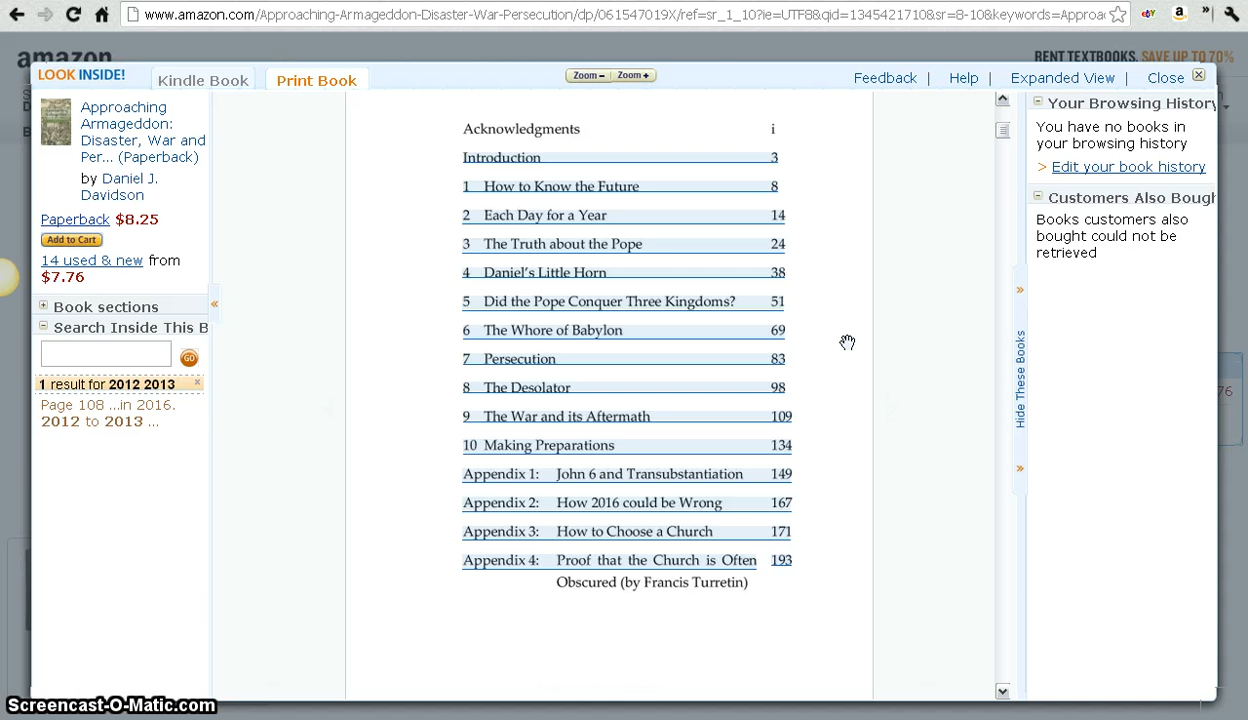 www.amazon.com/Approaching-Armageddon-Disaster-War-Persecution/dp/061547019X/ref=sr_1_10?ie=UTF8&qid=1345421710&sr=8-10&keywords=Approa
amazon
RENT TEXTBOOKS. SAVE UP TO 70%
LOOK INSIDE!
Kindle Book
Print Book
Zoom –
Zoom +
Feedback | Help | Expanded View | Close
Approaching
Armageddon:
Disaster, War and
Per... (Paperback)
by Daniel J.
Davidson
Paperback $8.25
Add to Cart
14 used & new from
$7.76
Book sections
Search Inside This B
GO
1 result for 2012 2013
Page 108 ...in 2016.
2012 to 2013 ...
Acknowledgments i
Introduction 3
1 How to Know the Future 8
2 Each Day for a Year 14
3 The Truth about the Pope 24
4 Daniel's Little Horn 38
5 Did the Pope Conquer Three Kingdoms? 51
6 The Whore of Babylon 69
7 Persecution 83
8 The Desolator 98
9 The War and its Aftermath 109
10 Making Preparations 134
Appendix 1: John 6 and Transubstantiation 149
Appendix 2: How 2016 could be Wrong 167
Appendix 3: How to Choose a Church 171
Appendix 4: Proof that the Church is Often 193
Obscured (by Francis Turretin)
Hide These Books
Your Browsing History
You have no books in
your browsing history
> Edit your book history
Customers Also Bough
Books customers also
bought could not be
retrieved
76
Screencast-O-Matic.com